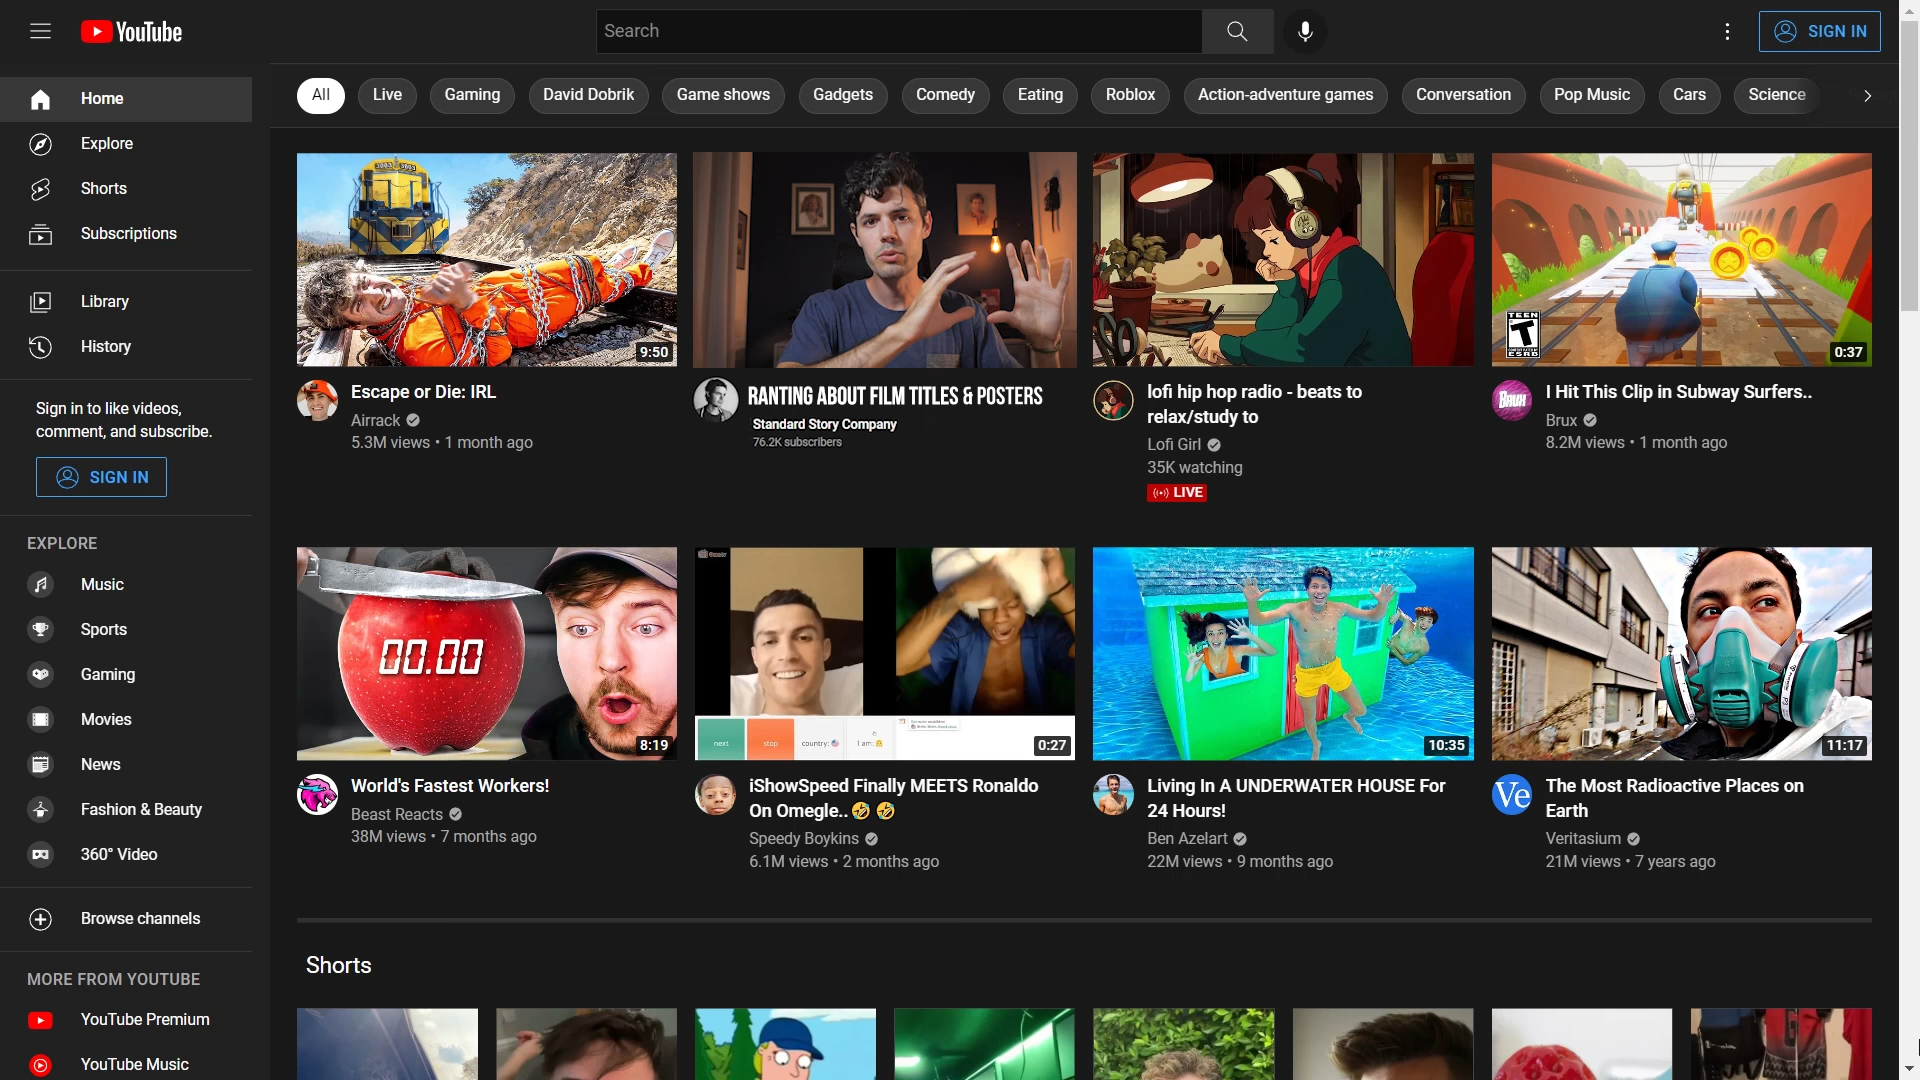 YouTube
Search
SIGN IN
Home
Explore
Shorts
Subscriptions
Library
History
Sign in to like videos,
comment, and subscribe.
SIGN IN
EXPLORE
Music
Sports
Gaming
Movies
News
Fashion & Beauty
360° Video
Browse channels
MORE FROM YOUTUBE
YouTube Premium
YouTube Music
All
Live
Gaming
David Dobrik
Game shows
Gadgets
Comedy
Eating
Roblox
Action-adventure games
Conversation
Pop Music
Cars
Science
9:50
Escape or Die: IRL
Airrack
5.3M views • 1 month ago
RANTING ABOUT FILM TITLES & POSTERS
Standard Story Company
76.2K subscribers
lofi hip hop radio - beats to
relax/study to
Lofi Girl
35K watching
LIVE
TEEN
T
ESRB
0:37
BRUX
I Hit This Clip in Subway Surfers..
Brux
8.2M views • 1 month ago
00.00
8:19
World's Fastest Workers!
Beast Reacts
38M views • 7 months ago
next
stop
country:
I am:
0:27
iShowSpeed Finally MEETS Ronaldo
On Omegle..🤣 🤣
Speedy Boykins
6.1M views • 2 months ago
10:35
Living In A UNDERWATER HOUSE For
24 Hours!
Ben Azelart
22M views • 9 months ago
11:17
Ve
The Most Radioactive Places on
Earth
Veritasium
21M views • 7 years ago
Shorts